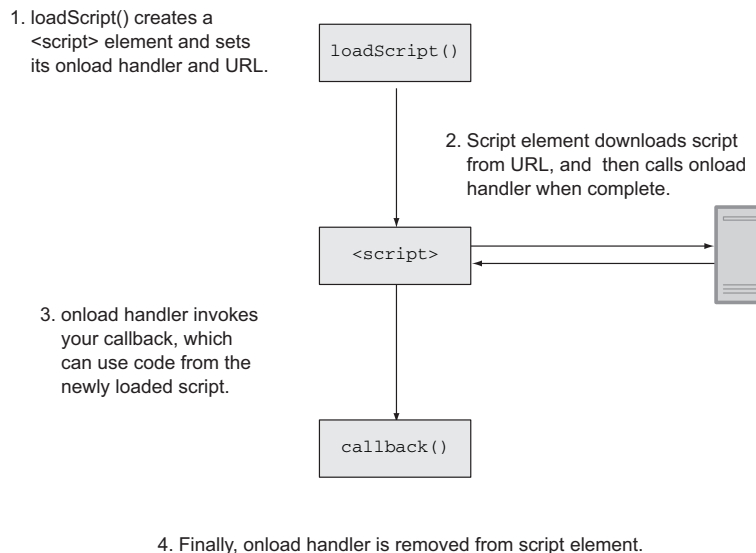 1. loadScript() creates a
<script> element and sets
its onload handler and URL.
loadScript()
2. Script element downloads script
from URL, and then calls onload
handler when complete.
<script>
3. onload handler invokes
your callback, which
can use code from the
newly loaded script.
callback()
4. Finally, onload handler is removed from script element.